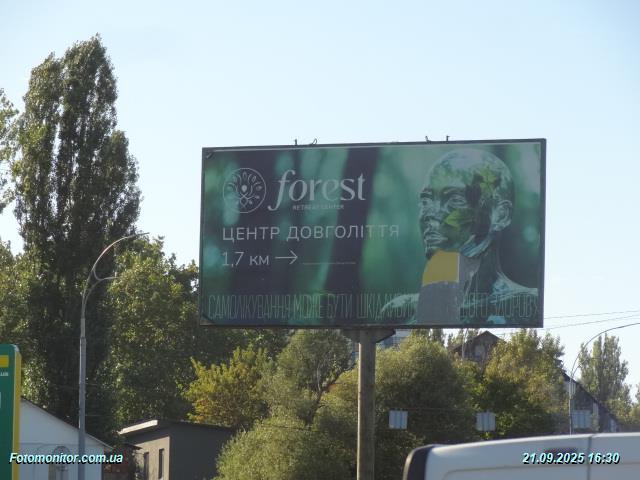 forest
RETREAT CENTER
ЦЕНТР ДОВГОЛІТТЯ
1,7 км →
САМОЛІКУВАННЯ МОЖЕ БУТИ
Fotomonitor.com.ua
21.09.2025 16:30